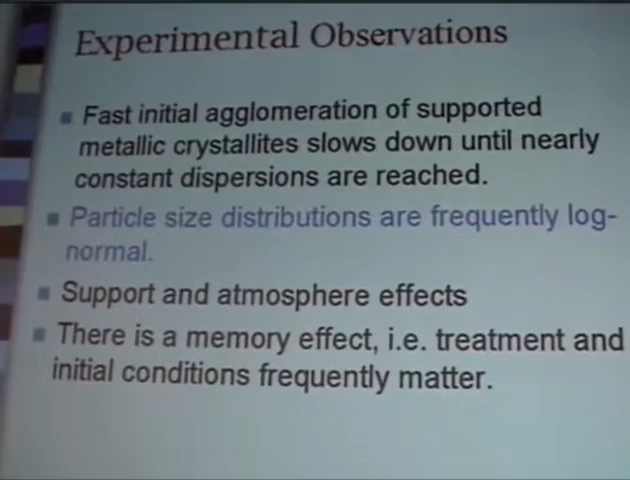 Experimental Observations
Fast initial agglomeration of supported
metallic crystallites slows down until nearly
constant dispersions are reached.
Particle size distributions are frequently log-
normal.
Support and atmosphere effects
There is a memory effect, i.e. treatment and
initial conditions frequently matter.